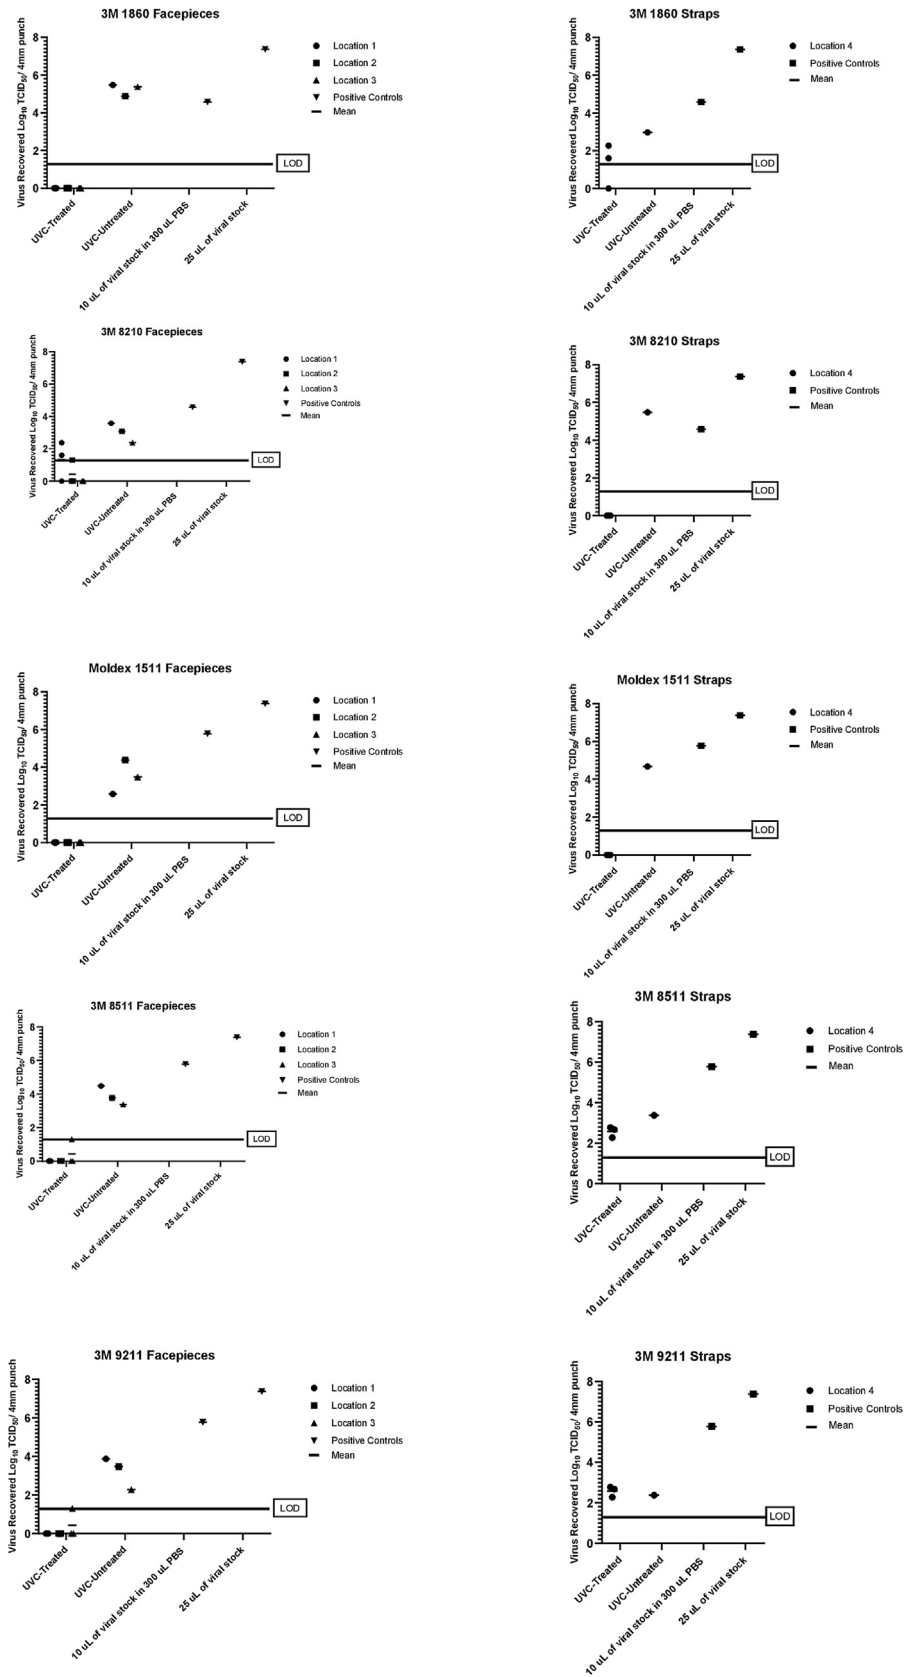 3M 1860 Facepieces
Virus Recovered Log10 TCID50/ 4mm punch
8
6
4
2
0
LOD
Location 1
Location 2
Location 3
Positive Controls
Mean
UVC-Treated
UVC-Untreated
10 uL of viral stock in 300 uL PBS
25 uL of viral stock
3M 1860 Straps
Virus Recovered Log10 TCID50/ 4mm punch
8
6
4
2
0
LOD
Location 4
Positive Controls
Mean
UVC-Treated
UVC-Untreated
10 uL of viral stock in 300 uL PBS
25 uL of viral stock
3M 8210 Facepieces
Virus Recovered Log10 TCID50/ 4mm punch
8
6
4
2
0
LOD
Location 1
Location 2
Location 3
Positive Controls
Mean
UVC-Treated
UVC-Untreated
10 uL of viral stock in 300 uL PBS
25 uL of viral stock
3M 8210 Straps
Virus Recovered Log10 TCID50/ 4mm punch
8
6
4
2
0
LOD
Location 4
Positive Controls
Mean
UVC-Treated
UVC-Untreated
10 uL of viral stock in 300 uL PBS
25 uL of viral stock
Moldex 1511 Facepieces
Virus Recovered Log10 TCID50/ 4mm punch
8
6
4
2
0
LOD
Location 1
Location 2
Location 3
Positive Controls
Mean
UVC-Treated
UVC-Untreated
10 uL of viral stock in 300 uL PBS
25 uL of viral stock
Moldex 1511 Straps
Virus Recovered Log10 TCID50/ 4mm punch
8
6
4
2
0
LOD
Location 4
Positive Controls
Mean
UVC-Treated
UVC-Untreated
10 uL of viral stock in 300 uL PBS
25 uL of viral stock
3M 8511 Facepieces
Virus Recovered Log10 TCID50/ 4mm punch
8
6
4
2
0
LOD
Location 1
Location 2
Location 3
Positive Controls
Mean
UVC-Treated
UVC-Untreated
10 uL of viral stock in 300 uL PBS
25 uL of viral stock
3M 8511 Straps
Virus Recovered Log10 TCID50/ 4mm punch
8
6
4
2
0
LOD
Location 4
Positive Controls
Mean
UVC-Treated
UVC-Untreated
10 uL of viral stock in 300 uL PBS
25 uL of viral stock
3M 9211 Facepieces
Virus Recovered Log10 TCID50/ 4mm punch
8
6
4
2
0
LOD
Location 1
Location 2
Location 3
Positive Controls
Mean
UVC-Treated
UVC-Untreated
10 uL of viral stock in 300 uL PBS
25 uL of viral stock
3M 9211 Straps
Virus Recovered Log10 TCID50/ 4mm punch
8
6
4
2
0
LOD
Location 4
Positive Controls
Mean
UVC-Treated
UVC-Untreated
10 uL of viral stock in 300 uL PBS
25 uL of viral stock